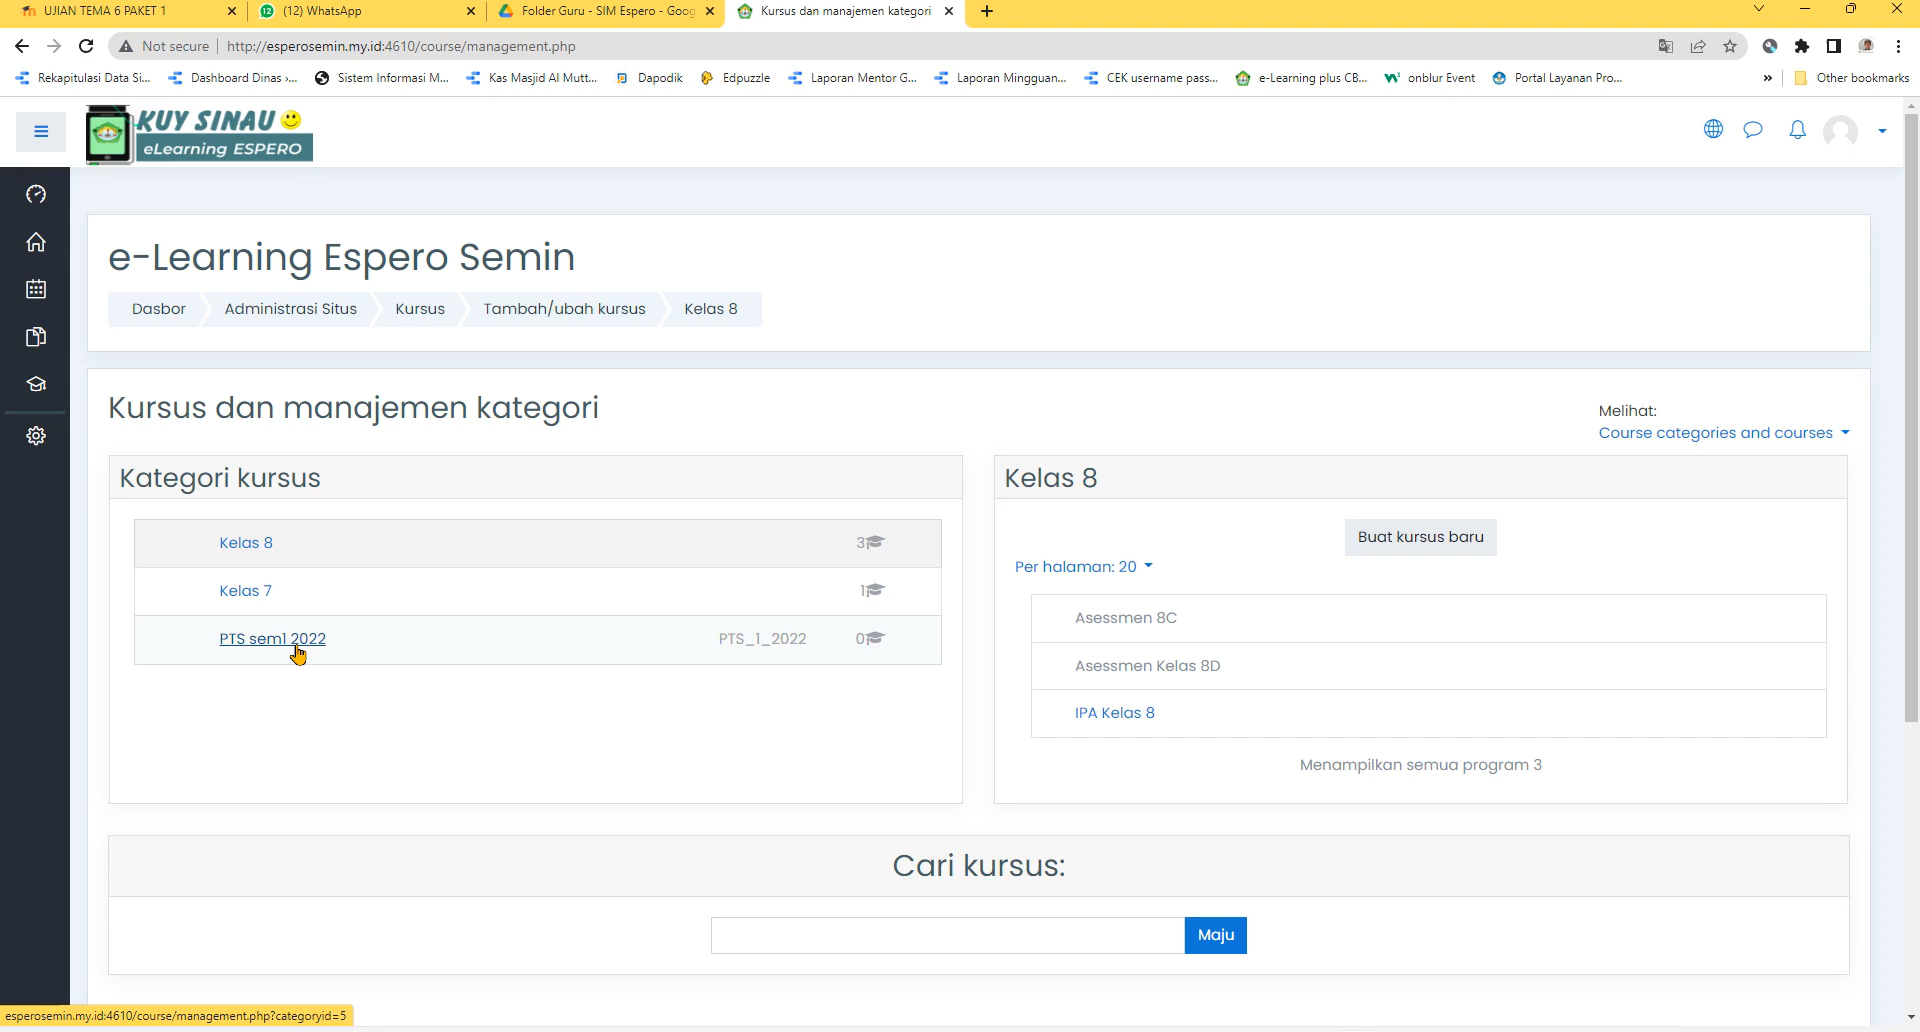 UJIAN TEMA 6 PAKET 1
(12) WhatsApp
Folder Guru - SIM Espero - Goog
Kursus dan manajemen kategori
Not secure
http://esperosemin.my.id:4610/course/management.php
Rekapitulasi Data Si...
Dashboard Dinas ›...
Sistem Informasi M...
Kas Masjid Al Mutt...
Dapodik
Edpuzzle
Laporan Mentor G...
Laporan Mingguan...
CEK username pass...
e-Learning plus CB...
onblur Event
Portal Layanan Pro...
»
Other bookmarks
KUY SINAU
eLearning ESPERO
e-Learning Espero Semin
Dasbor
Administrasi Situs
Kursus
Tambah/ubah kursus
Kelas 8
Kursus dan manajemen kategori
Melihat:
Course categories and courses
Kategori kursus
Kelas 8
3
Kelas 7
1
PTS sem1 2022
PTS_1_2022
0
Kelas 8
Buat kursus baru
Per halaman: 20
Asessmen 8C
Asessmen Kelas 8D
IPA Kelas 8
Menampilkan semua program 3
Cari kursus:
Maju
esperosemin.my.id:4610/course/management.php?categoryid=5